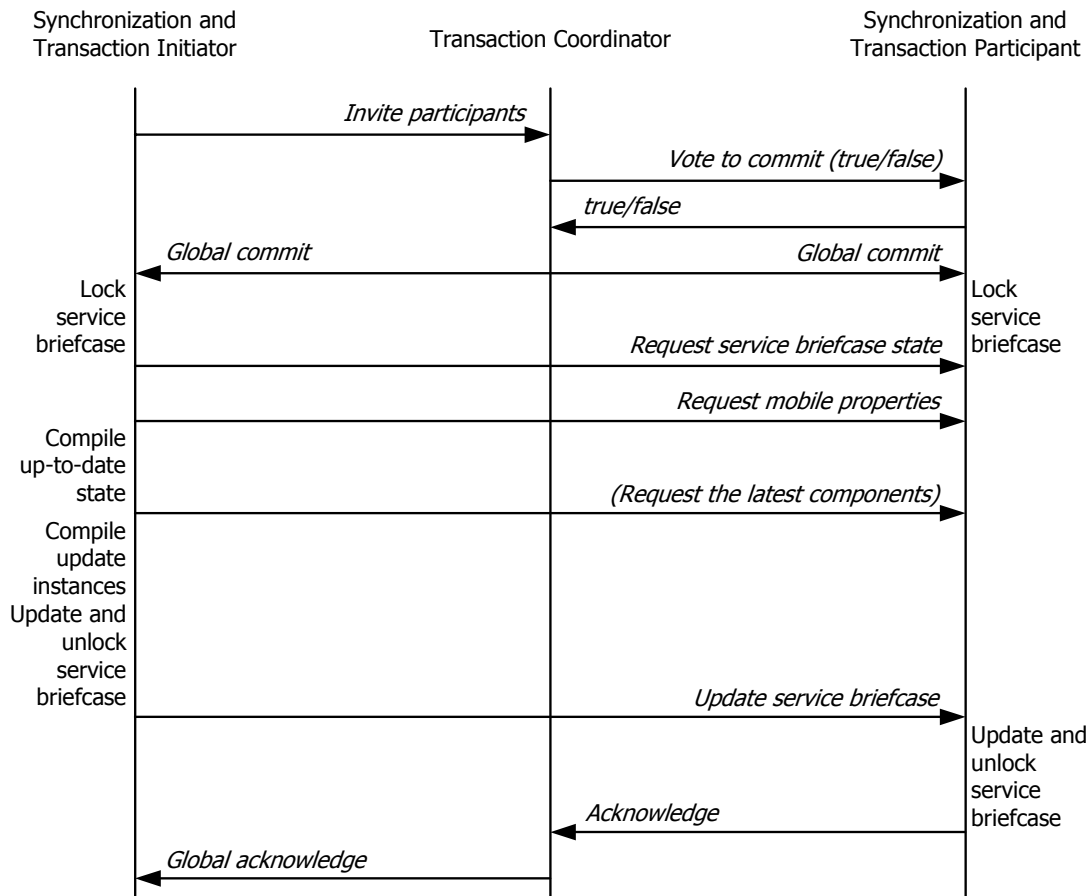 Synchronization and
Transaction Initiator
Transaction Coordinator
Synchronization and
Transaction Participant
Invite participants
Vote to commit (true/false)
true/false
Global commit
Global commit
Lock
service
briefcase
Lock
service
briefcase
Request service briefcase state
Request mobile properties
Compile
up-to-date
state
(Request the latest components)
Compile
update
instances
Update and
unlock
service
briefcase
Update service briefcase
Update and
unlock
service
briefcase
Acknowledge
Global acknowledge